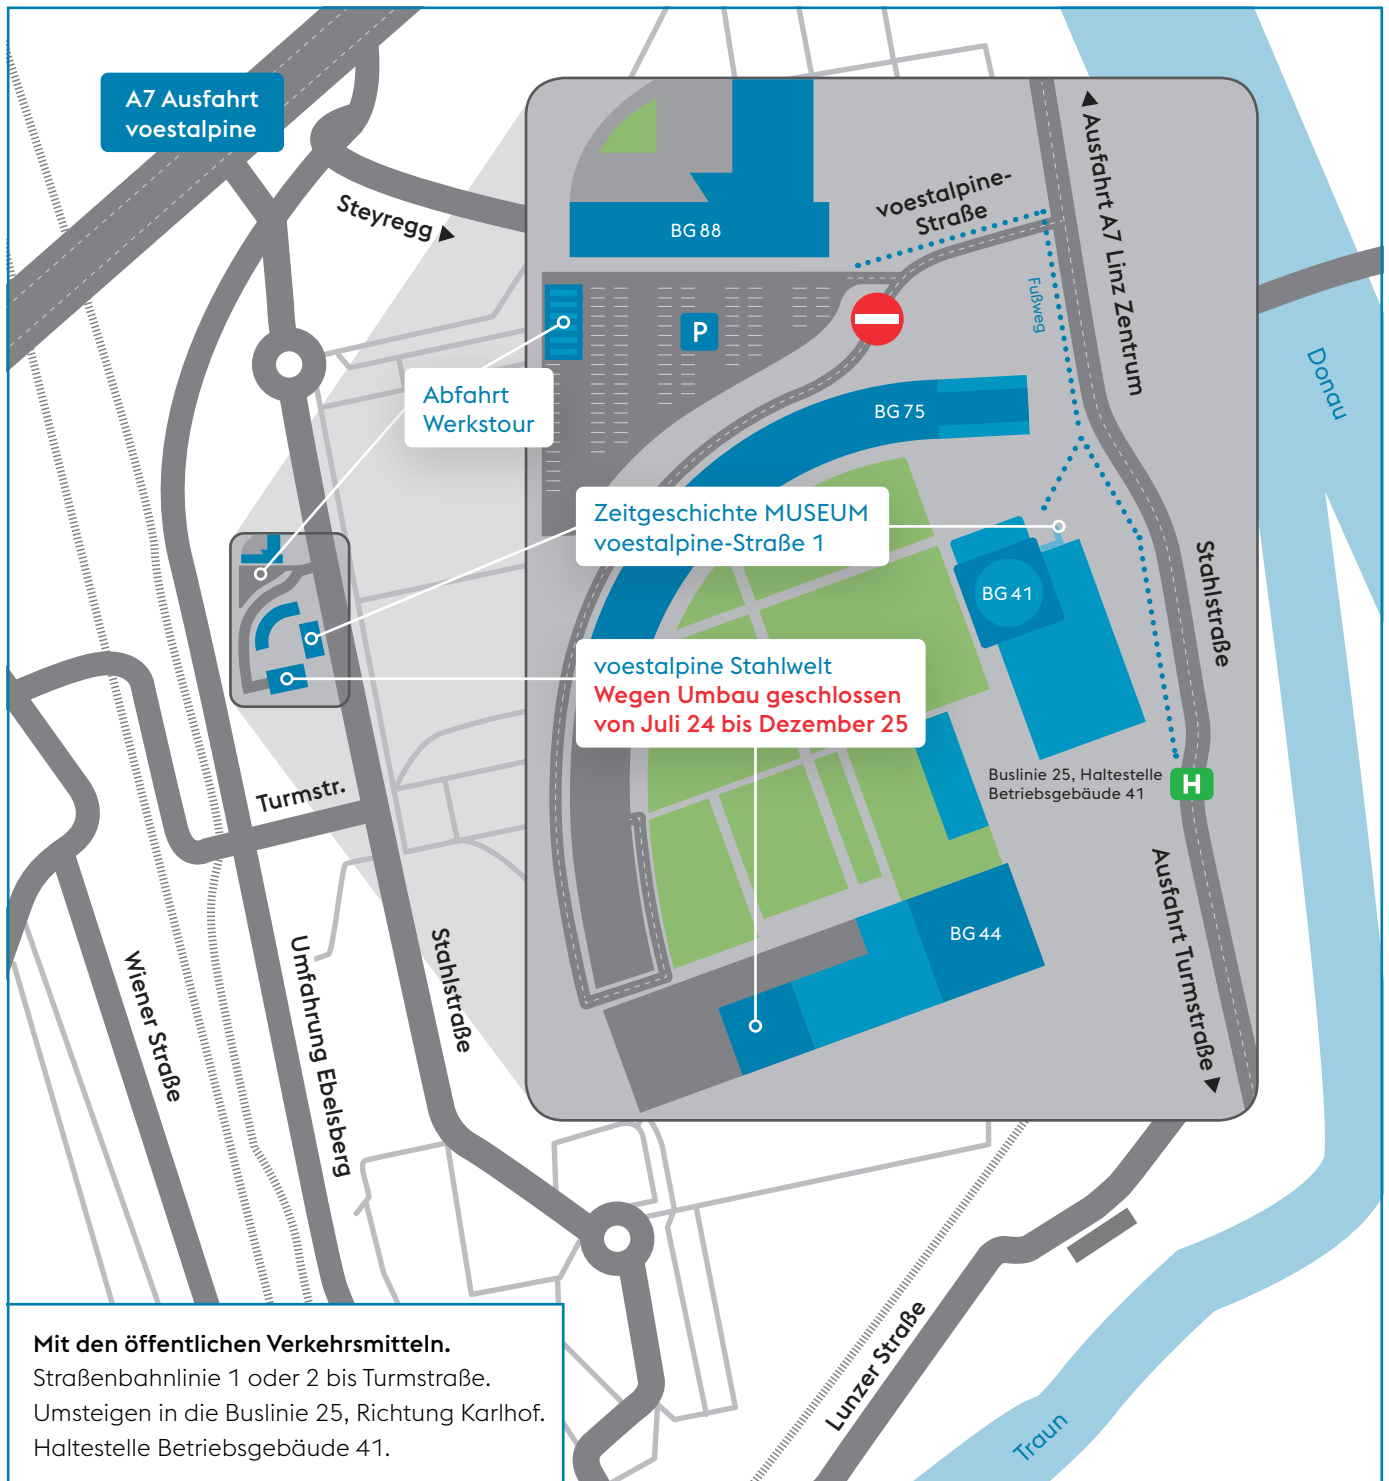 A7 Ausfahrt
voestalpine
Steyregg
BG 88
voestalpine-
Straße
Ausfahrt A7 Linz Zentrum
Fußweg
P
Donau
Abfahrt
Werkstour
BG 75
Zeitgeschichte MUSEUM
voestalpine-Straße 1
BG 41
Stahlstraße
voestalpine Stahlwelt
Wegen Umbau geschlossen
von Juli 24 bis Dezember 25
Buslinie 25, Haltestelle
Betriebsgebäude 41
H
Turmstr.
Ausfahrt Turmstraße
BG 44
Wiener Straße
Umfahrung Ebelsberg
Stahlstraße
Lunzer Straße
Traun
Mit den öffentlichen Verkehrsmitteln.
Straßenbahnlinie 1 oder 2 bis Turmstraße.
Umsteigen in die Buslinie 25, Richtung Karlhof.
Haltestelle Betriebsgebäude 41.